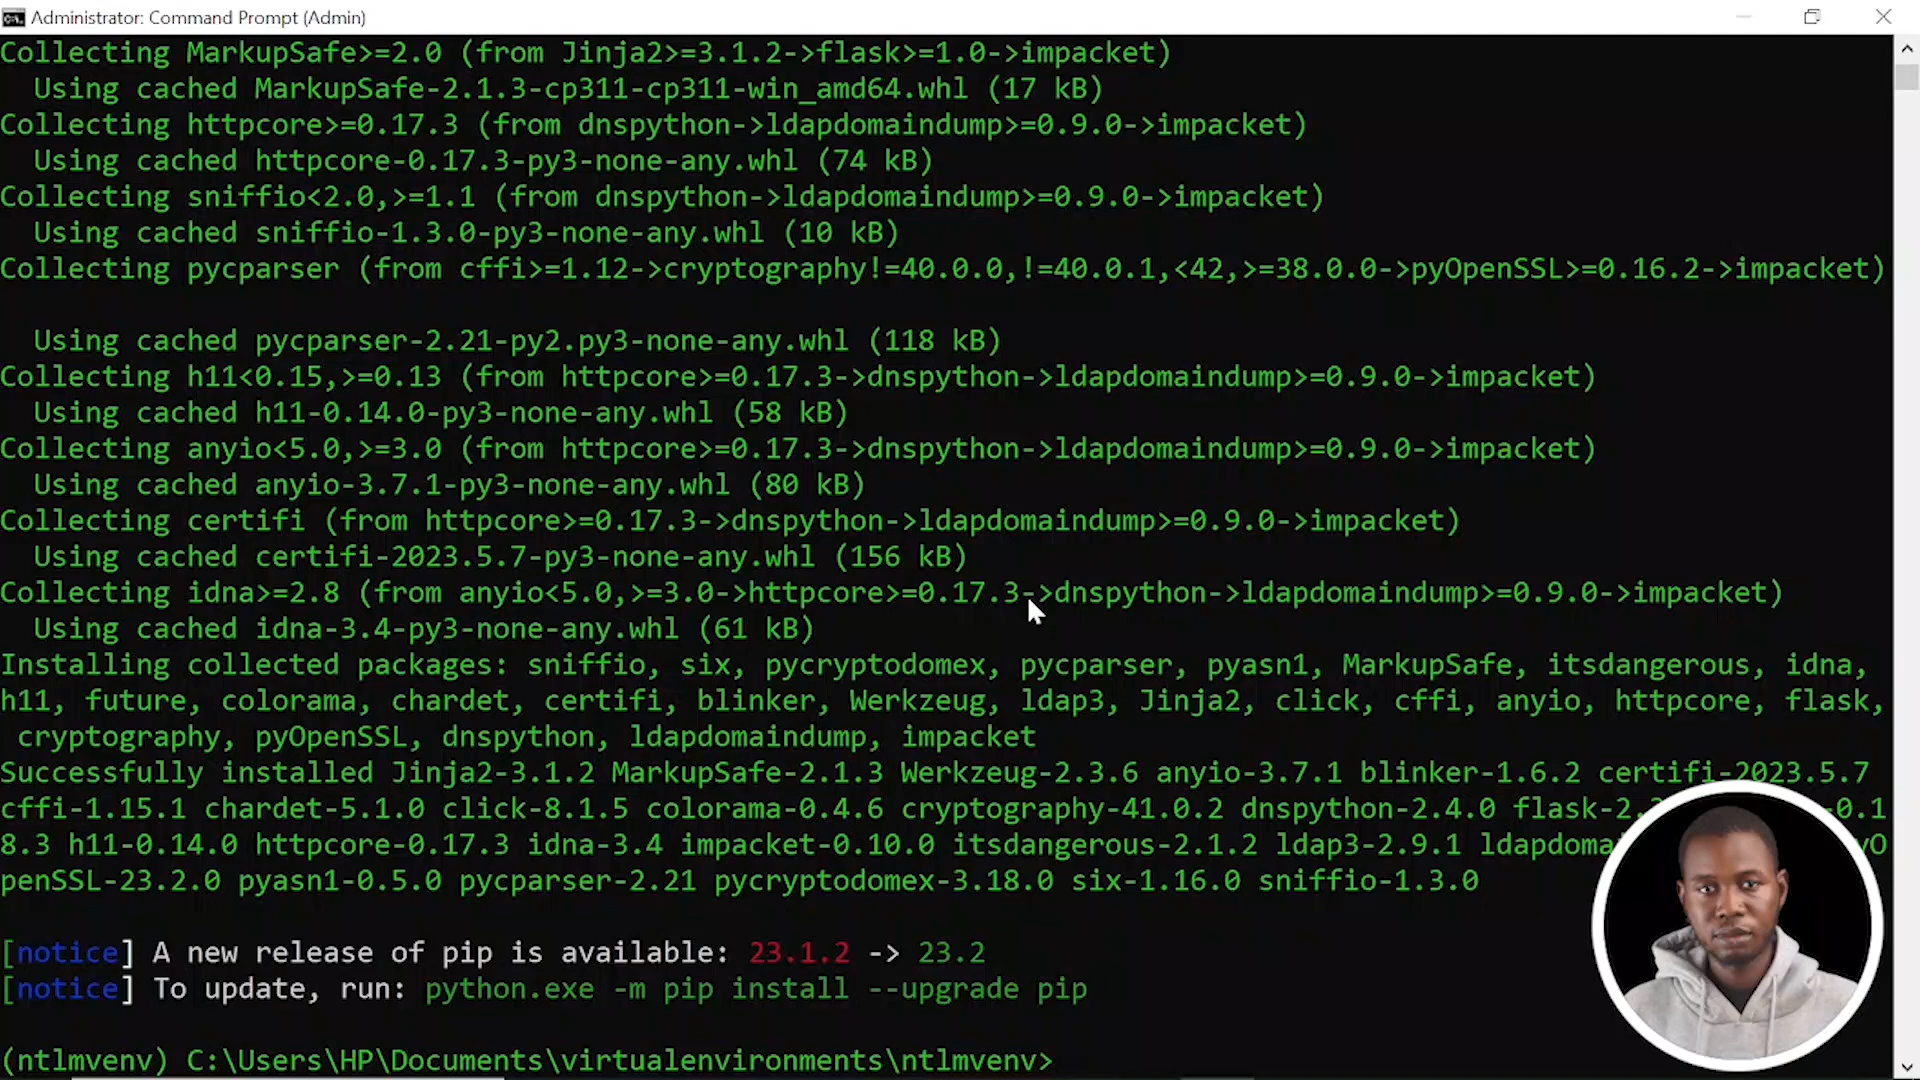 Administrator: Command Prompt (Admin)
Collecting MarkupSafe>=2.0 (from Jinja2>=3.1.2->flask>=1.0->impacket)
Using cached MarkupSafe-2.1.3-cp311-cp311-win_amd64.whl (17 kB)
Collecting httpcore>=0.17.3 (from dnspython->ldapdomaindump>=0.9.0->impacket)
Using cached httpcore-0.17.3-py3-none-any.whl (74 kB)
Collecting sniffio<2.0,>=1.1 (from dnspython->ldapdomaindump>=0.9.0->impacket)
Using cached sniffio-1.3.0-py3-none-any.whl (10 kB)
Collecting pycparser (from cffi>=1.12->cryptography!=40.0.0,!=40.0.1,<42,>=38.0.0->pyOpenSSL>=0.16.2->impacket)
Using cached pycparser-2.21-py2.py3-none-any.whl (118 kB)
Collecting h11<0.15,>=0.13 (from httpcore>=0.17.3->dnspython->ldapdomaindump>=0.9.0->impacket)
Using cached h11-0.14.0-py3-none-any.whl (58 kB)
Collecting anyio<5.0,>=3.0 (from httpcore>=0.17.3->dnspython->ldapdomaindump>=0.9.0->impacket)
Using cached anyio-3.7.1-py3-none-any.whl (80 kB)
Collecting certifi (from httpcore>=0.17.3->dnspython->ldapdomaindump>=0.9.0->impacket)
Using cached certifi-2023.5.7-py3-none-any.whl (156 kB)
Collecting idna>=2.8 (from anyio<5.0,>=3.0->httpcore>=0.17.3->dnspython->ldapdomaindump>=0.9.0->impacket)
Using cached idna-3.4-py3-none-any.whl (61 kB)
Installing collected packages: sniffio, six, pycryptodomex, pycparser, pyasn1, MarkupSafe, itsdangerous, idna,
h11, future, colorama, chardet, certifi, blinker, Werkzeug, ldap3, Jinja2, click, cffi, anyio, httpcore, flask,
cryptography, pyOpenSSL, dnspython, ldapdomaindump, impacket
Successfully installed Jinja2-3.1.2 MarkupSafe-2.1.3 Werkzeug-2.3.6 anyio-3.7.1 blinker-1.6.2 certifi-2023.5.7
cffi-1.15.1 chardet-5.1.0 click-8.1.5 colorama-0.4.6 cryptography-41.0.2 dnspython-2.4.0 flask-2. -0.1
8.3 h11-0.14.0 httpcore-0.17.3 idna-3.4 impacket-0.10.0 itsdangerous-2.1.2 ldap3-2.9.1 ldapdoma yO
penSSL-23.2.0 pyasn1-0.5.0 pycparser-2.21 pycryptodomex-3.18.0 six-1.16.0 sniffio-1.3.0
[notice] A new release of pip is available: 23.1.2 -> 23.2
[notice] To update, run: python.exe -m pip install --upgrade pip
(ntlmvenv) C:\Users\HP\Documents\virtualenvironments\ntlmvenv>